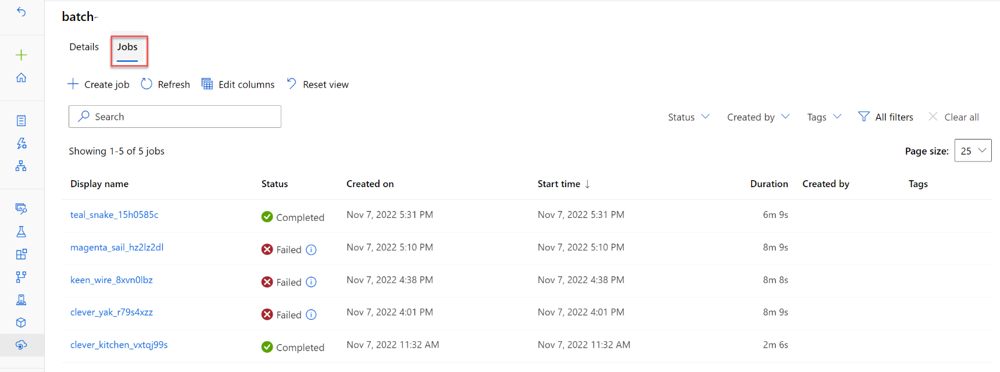 batch-
Details Jobs
Create job Refresh Edit columns Reset view
Search Status Created by Tags All filters Clear all
Showing 1-5 of 5 jobs Page size: 25
Display name Status Created on Start time ↓ Duration Created by Tags
teal_snake_15h0585c Completed Nov 7, 2022 5:31 PM Nov 7, 2022 5:31 PM 6m 9s
magenta_sail_hz2lz2dl Failed Nov 7, 2022 5:10 PM Nov 7, 2022 5:10 PM 8m 9s
keen_wire_8xvn0lbz Failed Nov 7, 2022 4:38 PM Nov 7, 2022 4:38 PM 8m 8s
clever_yak_r79s4xzz Failed Nov 7, 2022 4:01 PM Nov 7, 2022 4:01 PM 8m 9s
clever_kitchen_vxtqj99s Completed Nov 7, 2022 11:32 AM Nov 7, 2022 11:32 AM 2m 6s